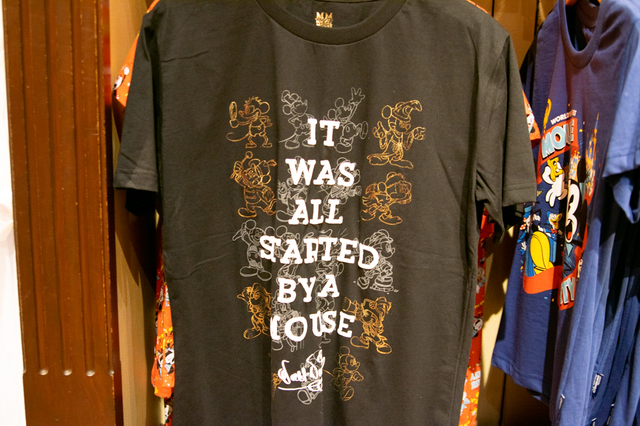 IT
WAS
ALL
STARTED
BY A
MOUSE